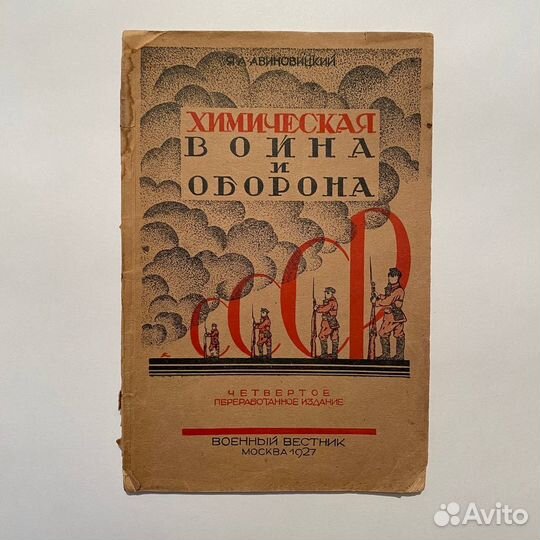 Я. А. АВИНОВИЦКИЙ
ХИМИЧЕСКАЯ
ВОЙНА
И
ОБОРОНА
СССР
ЧЕТВЕРТОЕ
ПЕРЕРАБОТАННОЕ ИЗДАНИЕ
ВОЕННЫЙ ВЕСТНИК
МОСКВА 1927
Avito